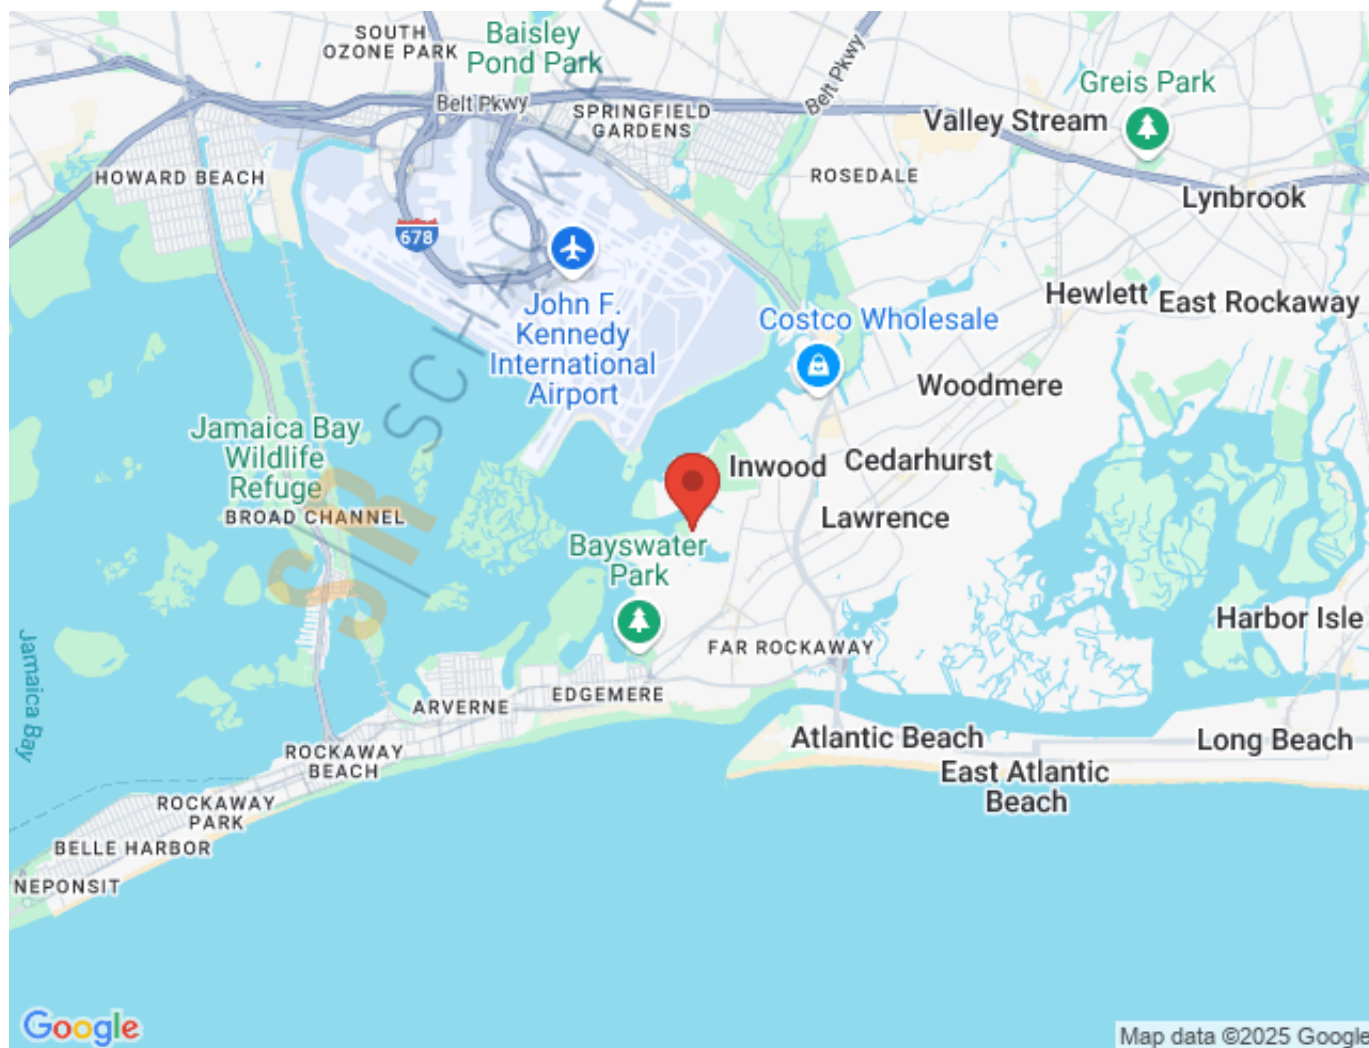 SOUTH
OZONE PARK
Baisley
Pond Park
Belt Pkwy
Belt Pkwy
SPRINGFIELD
GARDENS
Greis Park
Valley Stream
HOWARD BEACH
ROSEDALE
Lynbrook
678
John F.
Kennedy
International
Airport
Hewlett
East Rockaway
Costco Wholesale
Woodmere
Jamaica Bay
Wildlife
Refuge
BROAD CHANNEL
Inwood
Cedarhurst
Lawrence
Bayswater
Park
Harbor Isle
FAR ROCKAWAY
Jamaica Bay
EDGEMERE
ARVERNE
Atlantic Beach
Long Beach
East Atlantic
Beach
ROCKAWAY
BEACH
ROCKAWAY
PARK
BELLE HARBOR
NEPONSIT
SIR
SCHACK
Google
Map data ©2025 Google